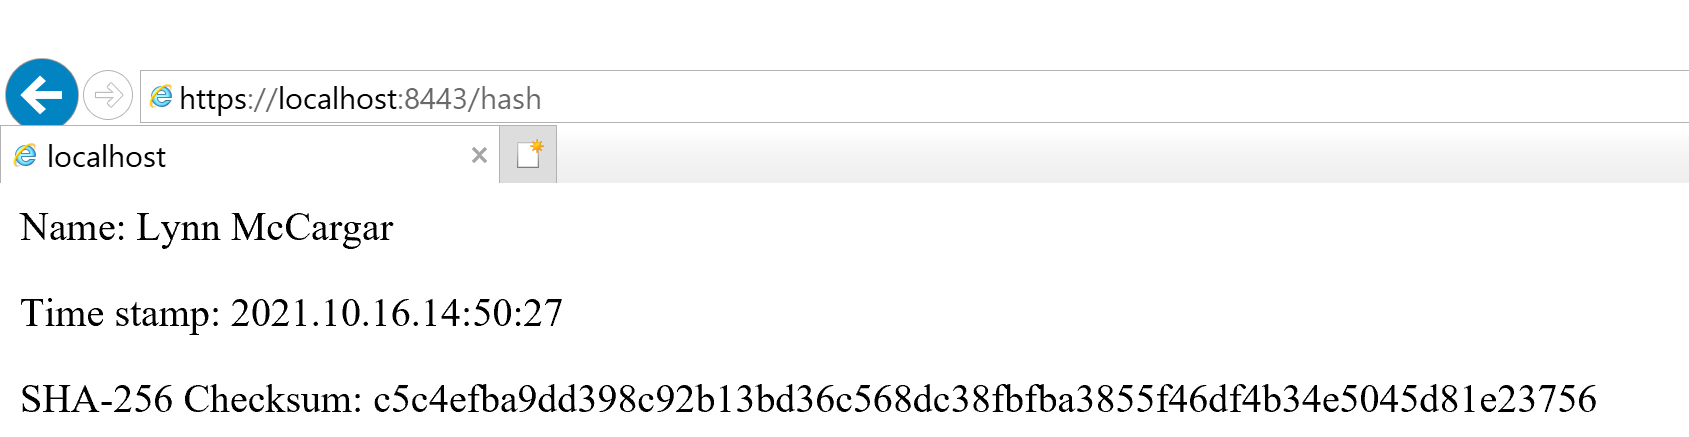 https://localhost:8443/hash
localhost
Name: Lynn McCargar
Time stamp: 2021.10.16.14:50:27
SHA-256 Checksum: c5c4efba9dd398c92b13bd36c568dc38fbfba3855f46df4b34e5045d81e23756